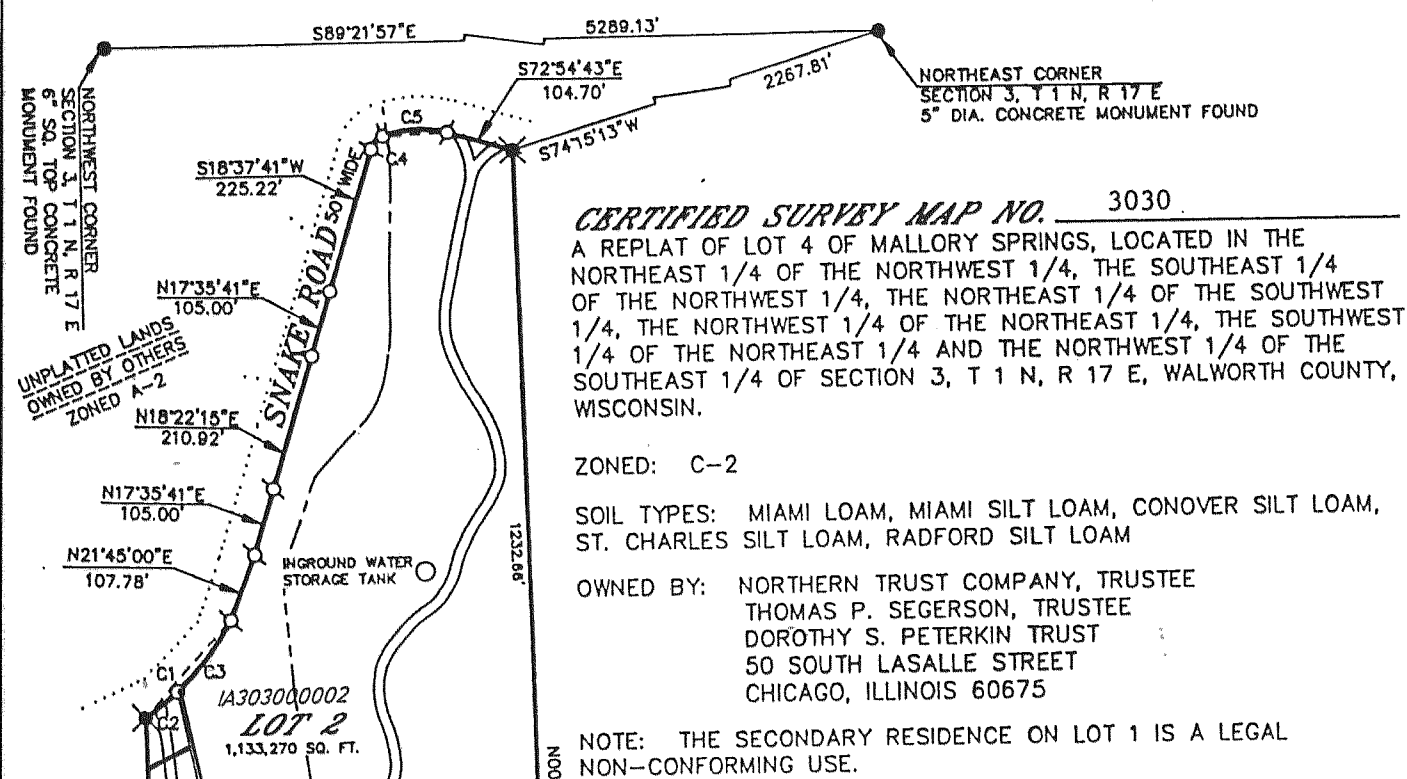 S89°21'57"E
5289.13'
S72°54'43"E
104.70'
2267.81'
S74°15'13"W
NORTHEAST CORNER
SECTION 3, T 1 N, R 17 E
5" DIA. CONCRETE MONUMENT FOUND
NORTHWEST CORNER
SECTION 3, T 1 N, R 17 E
6" SQ. TOP CONCRETE
MONUMENT FOUND
C5
C4
S18°37'41"W
225.22'
SNAKE ROAD 50' WIDE
N17°35'41"E
105.00'
UNPLATTED LANDS
OWNED BY OTHERS
ZONED A-2
N18°22'15"E
210.92'
N17°35'41"E
105.00'
N21°45'00"E
107.78'
INGROUND WATER
STORAGE TANK
1232.66'
N00
C1
C3
C2
IA303000002
LOT 2
1,133,270 SQ. FT.
CERTIFIED SURVEY MAP NO. 3030
A REPLAT OF LOT 4 OF MALLORY SPRINGS, LOCATED IN THE
NORTHEAST 1/4 OF THE NORTHWEST 1/4, THE SOUTHEAST 1/4
OF THE NORTHWEST 1/4, THE NORTHEAST 1/4 OF THE SOUTHWEST
1/4, THE NORTHWEST 1/4 OF THE NORTHEAST 1/4, THE SOUTHWEST
1/4 OF THE NORTHEAST 1/4 AND THE NORTHWEST 1/4 OF THE
SOUTHEAST 1/4 OF SECTION 3, T 1 N, R 17 E, WALWORTH COUNTY,
WISCONSIN.
ZONED: C-2
SOIL TYPES: MIAMI LOAM, MIAMI SILT LOAM, CONOVER SILT LOAM,
ST. CHARLES SILT LOAM, RADFORD SILT LOAM
OWNED BY: NORTHERN TRUST COMPANY, TRUSTEE
THOMAS P. SEGERSON, TRUSTEE
DOROTHY S. PETERKIN TRUST
50 SOUTH LASALLE STREET
CHICAGO, ILLINOIS 60675
NOTE: THE SECONDARY RESIDENCE ON LOT 1 IS A LEGAL
NON-CONFORMING USE.